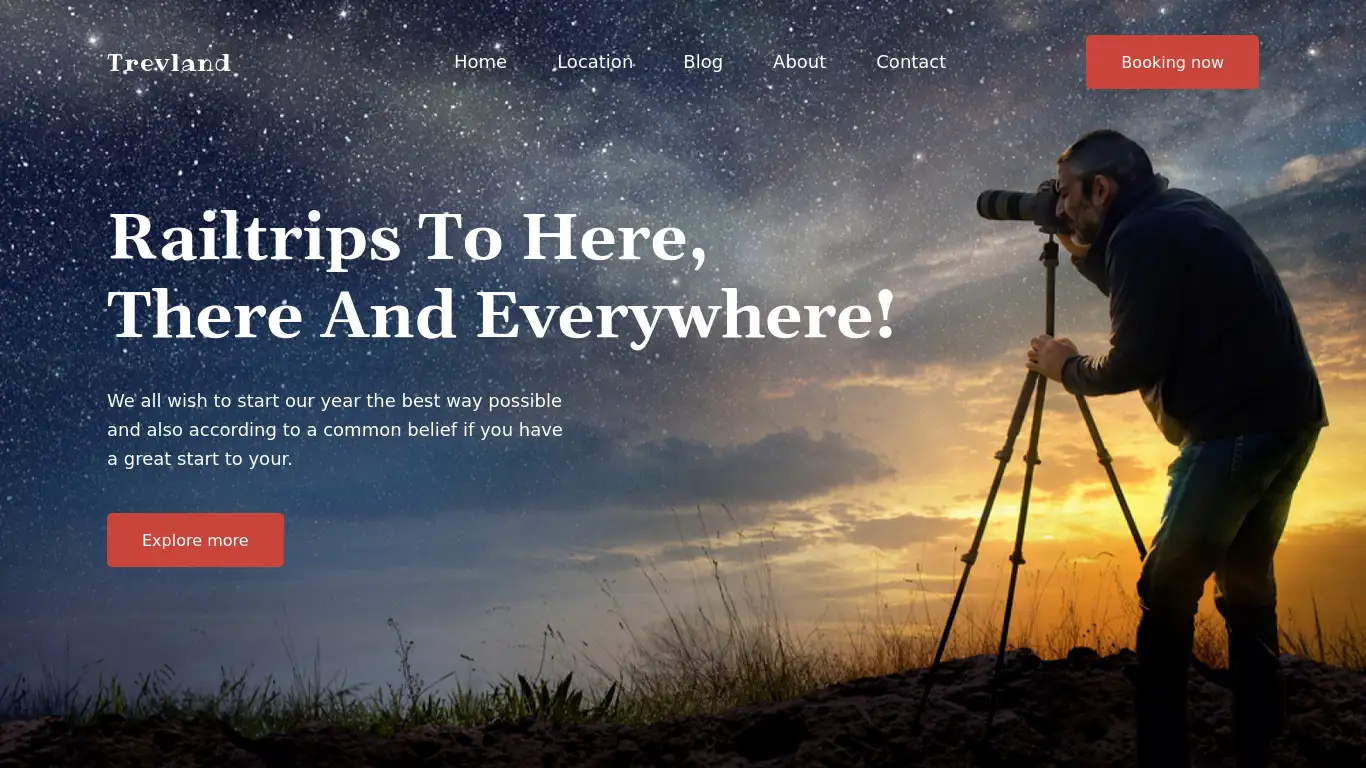 Trevland
Home
Location
Blog
About
Contact
Booking now
Railtrips To Here,
There And Everywhere!
We all wish to start our year the best way possible
and also according to a common belief if you have
a great start to your.
Explore more